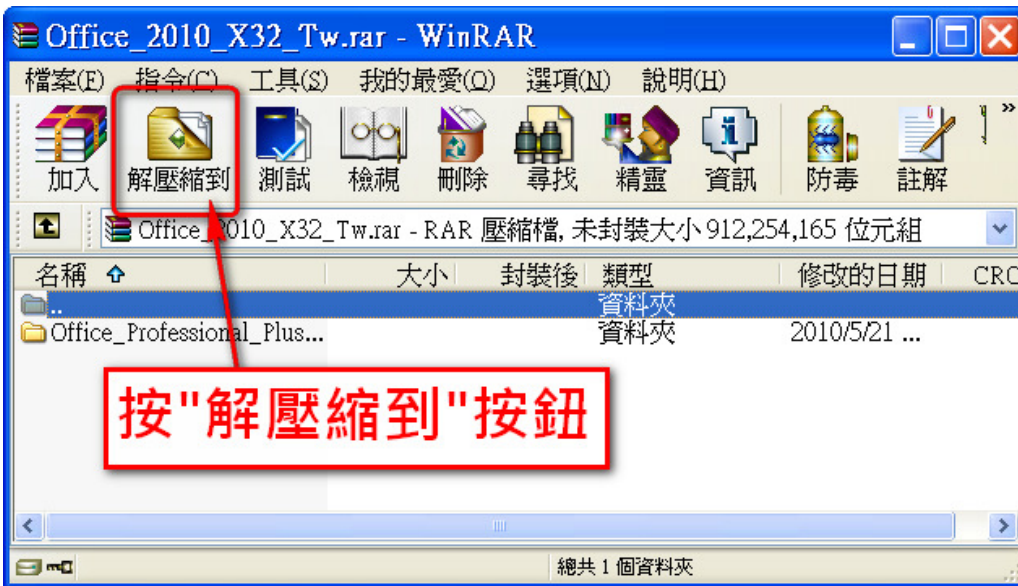 Office_2010_X32_Tw.rar - WinRAR
檔案(F) 指令(C) 工具(S) 我的最愛(O) 選項(N) 說明(H)
加入 解壓縮到 測試 檢視 刪除 尋找 精靈 資訊 防毒 註解 »
Office_2010_X32_Tw.rar - RAR 壓縮檔, 未封裝大小 912,254,165 位元組
名稱 大小 封裝後 類型 修改的日期 CRC
.. 資料夾
Office_Professional_Plus... 資料夾 2010/5/21 ...
按"解壓縮到"按鈕
總共 1 個資料夾